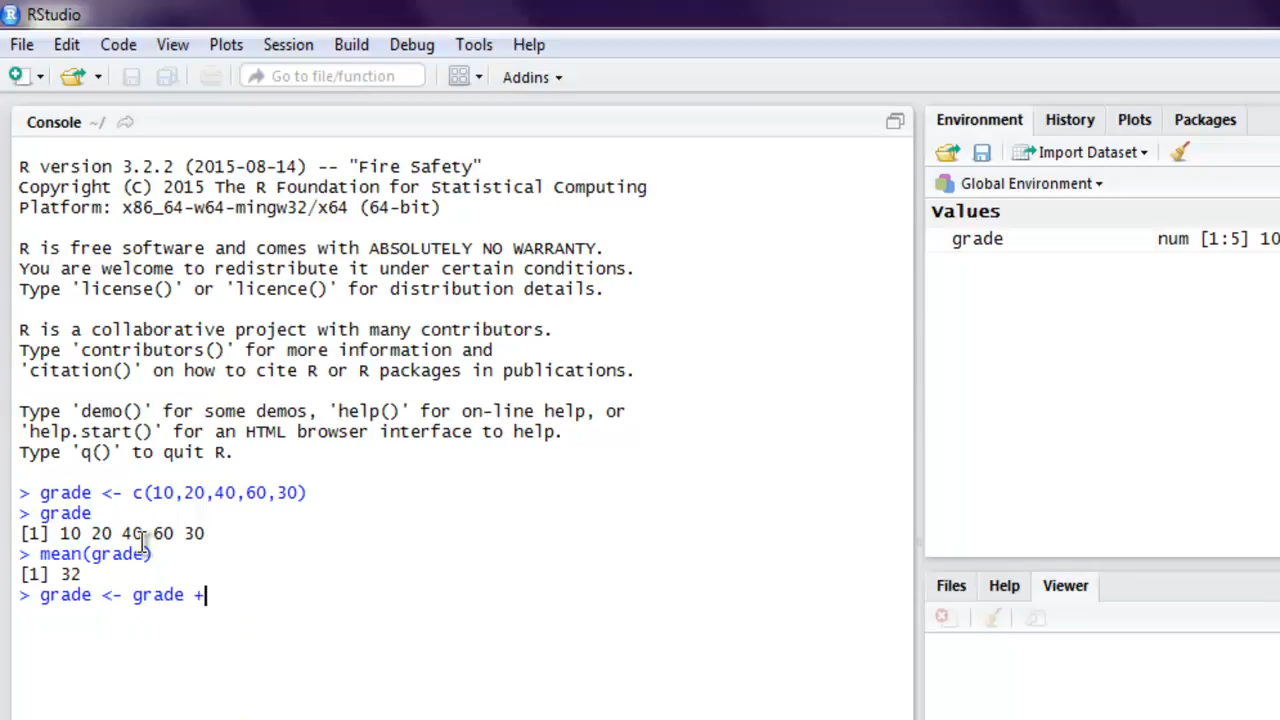 RStudio
File Edit Code View Plots Session Build Debug Tools Help
Go to file/function Addins
Console ~/
R version 3.2.2 (2015-08-14) -- "Fire Safety"
Copyright (C) 2015 The R Foundation for Statistical Computing
Platform: x86_64-w64-mingw32/x64 (64-bit)
R is free software and comes with ABSOLUTELY NO WARRANTY.
You are welcome to redistribute it under certain conditions.
Type 'license()' or 'licence()' for distribution details.
R is a collaborative project with many contributors.
Type 'contributors()' for more information and
'citation()' on how to cite R or R packages in publications.
Type 'demo()' for some demos, 'help()' for on-line help, or
'help.start()' for an HTML browser interface to help.
Type 'q()' to quit R.
> grade <- c(10,20,40,60,30)
> grade
[1] 10 20 40 60 30
> mean(grade)
[1] 32
> grade <- grade +
Environment History Plots Packages
Import Dataset
Global Environment
Values
grade num [1:5] 10
Files Help Viewer